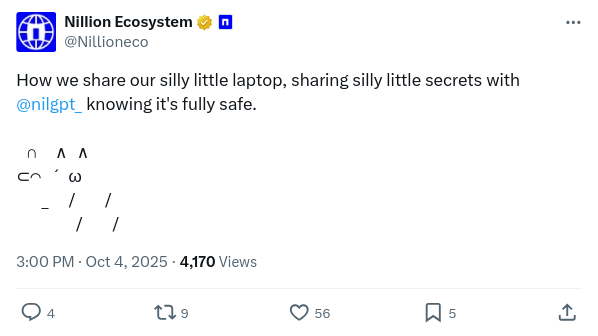 Nillion Ecosystem
@Nillioneco
How we share our silly little laptop, sharing silly little secrets with
@nilgpt_ knowing it's fully safe.
∩ ∧ ∧
⊂⌒ ´ ω
_ / /
/ /
3:00 PM · Oct 4, 2025 · 4,170 Views
4 9 56 5